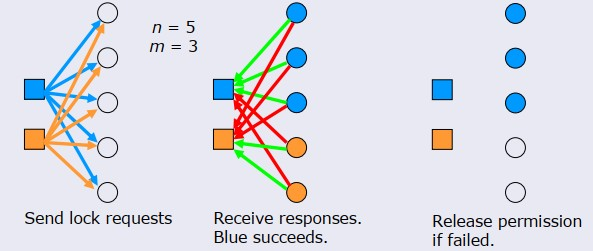 n = 5
m = 3
Send lock requests
Receive responses.
Blue succeeds.
Release permission
if failed.